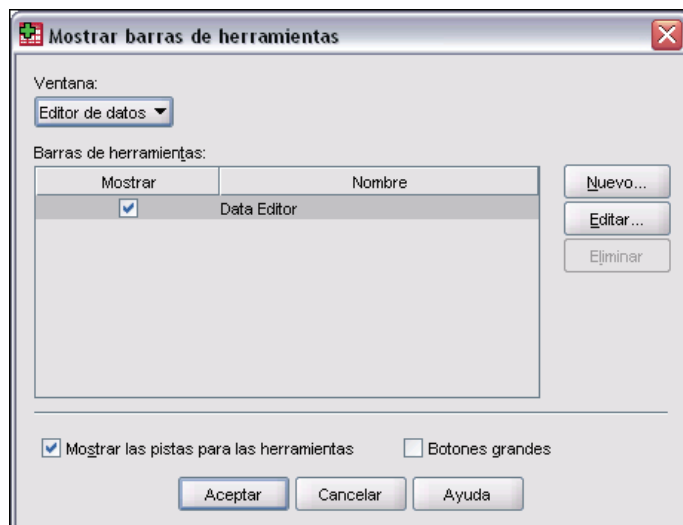 Mostrar barras de herramientas
Ventana:
Editor de datos
Barras de herramientas:
Mostrar Nombre
Data Editor
Nuevo...
Editar...
Eliminar
Mostrar las pistas para las herramientas
Botones grandes
Aceptar
Cancelar
Ayuda